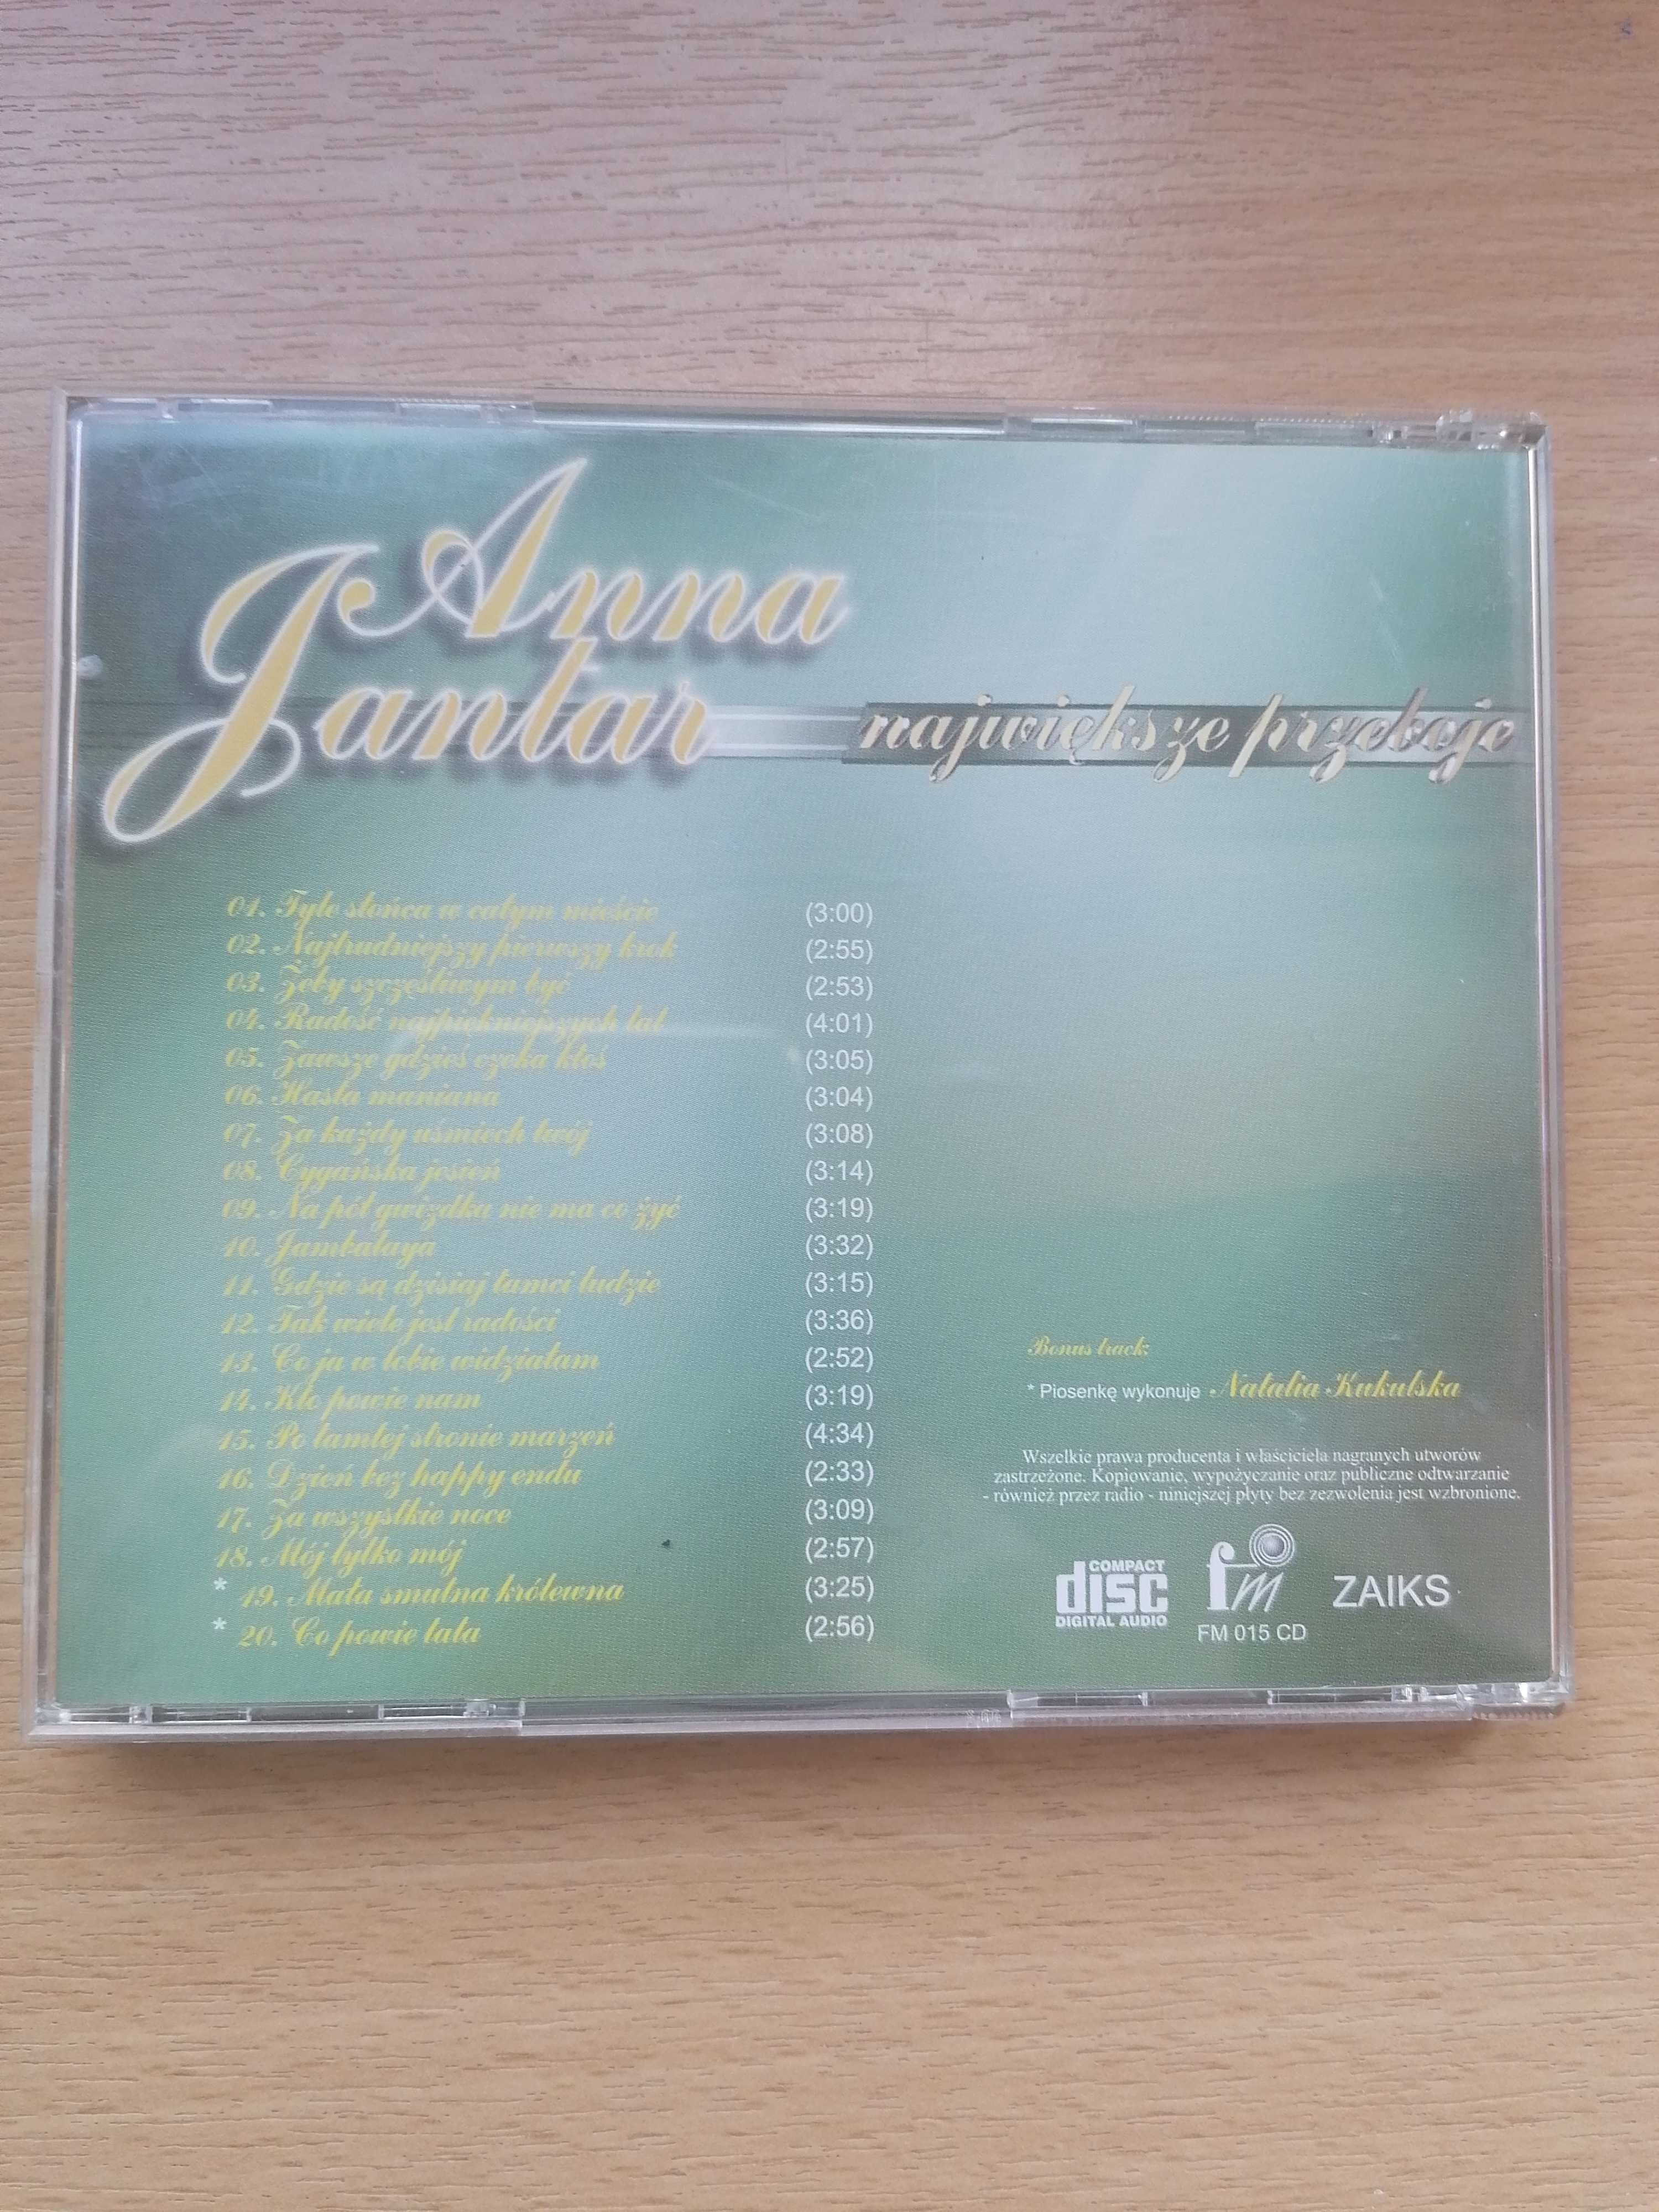 Anna
Jantar
największe przeboje
01. Tyle słońca w całym mieście (3:00)
02. Najtrudniejszy pierwszy krok (2:55)
03. Żeby szczęśliwym być (2:53)
04. Radość najpiękniejszych lat (4:01)
05. Zawsze gdzieś czeka ktoś (3:05)
06. Hasta maniana (3:04)
07. Za każdy uśmiech twój (3:08)
08. Cygańska jesień (3:14)
09. Na pół gwizdka nie ma co żyć (3:19)
10. Jambalaya (3:32)
11. Gdzie są dzisiaj tamci ludzie (3:15)
12. Tak wiele jest radości (3:36)
13. Co ja w tobie widziałam (2:52)
14. Kto powie nam (3:19)
15. Po tamtej stronie marzeń (4:34)
16. Dzień bez happy endu (2:33)
17. Za wszystkie noce (3:09)
18. Mój tylko mój (2:57)
* 19. Mała smutna królewna (3:25)
* 20. Co powie tata (2:56)
Bonus track:
* Piosenkę wykonuje Natalia Kukulska
Wszelkie prawa producenta i właściciela nagranych utworów
zastrzeżone. Kopiowanie, wypożyczanie oraz publiczne odtwarzanie
- również przez radio - niniejszej płyty bez zezwolenia jest wzbronione.
COMPACT
disc
DIGITAL AUDIO
fm
FM 015 CD
ZAIKS